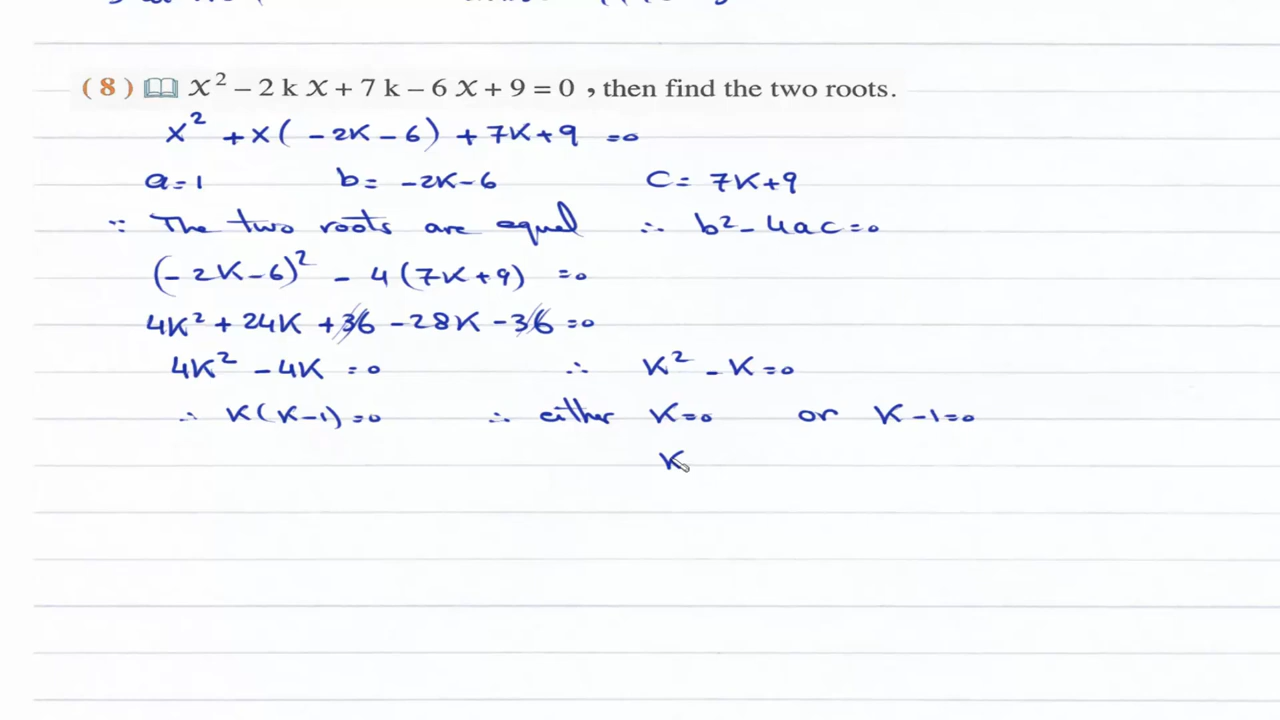 ( 8 ) x² – 2 k x + 7 k – 6 x + 9 = 0 , then find the two roots.
x² + x ( - 2K - 6 ) + 7K + 9 = 0
a = 1 b = -2K - 6 C = 7K + 9
∵ The two roots are equal ∴ b² - 4ac = 0
(- 2K - 6)² - 4 (7K + 9) = 0
4K² + 24K + 36 - 28K - 36 = 0
4K² - 4K = 0 ∴ K² - K = 0
∴ K ( K - 1 ) = 0 ∴ either K = 0 or K - 1 = 0
K